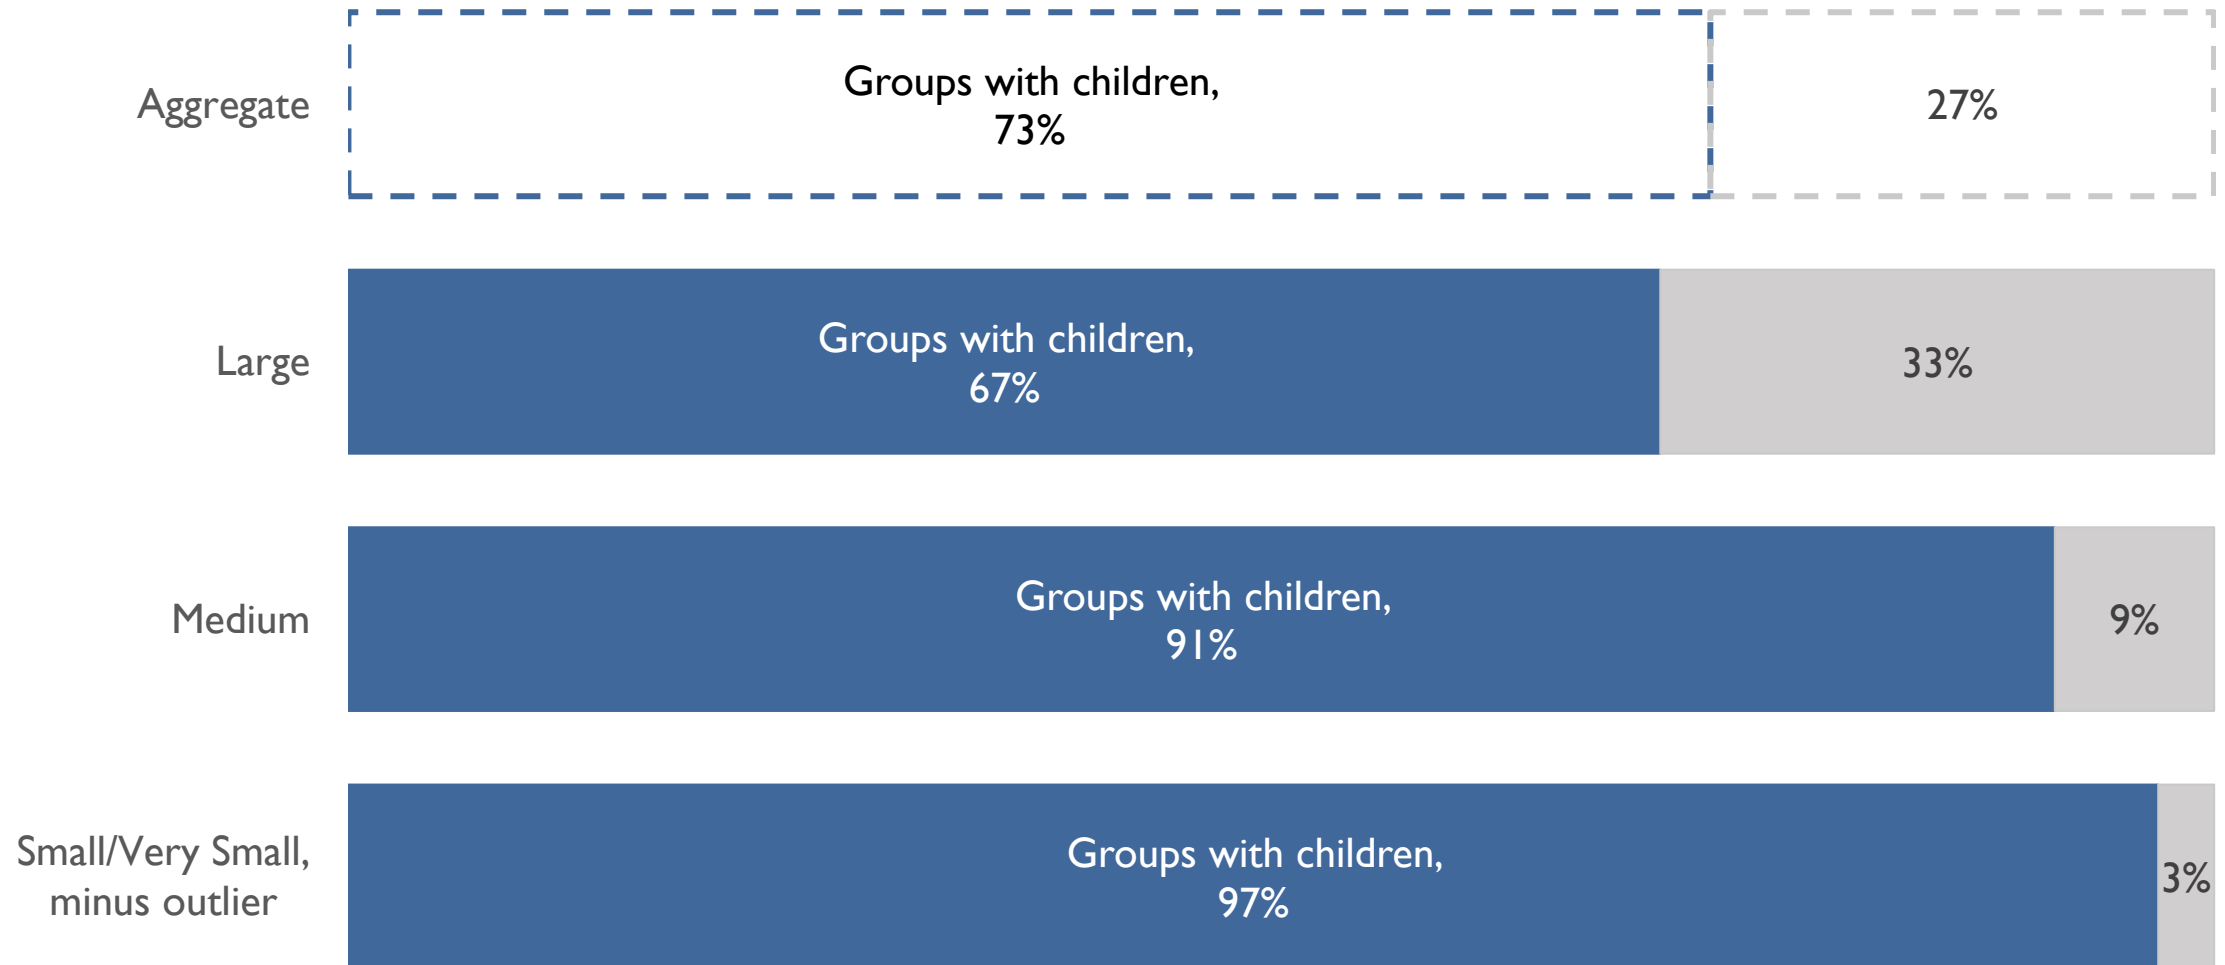 Aggregate
Groups with children,
73%
27%
Large
Groups with children,
67%
33%
Medium
Groups with children,
91%
9%
Small/Very Small,
minus outlier
Groups with children,
97%
3%